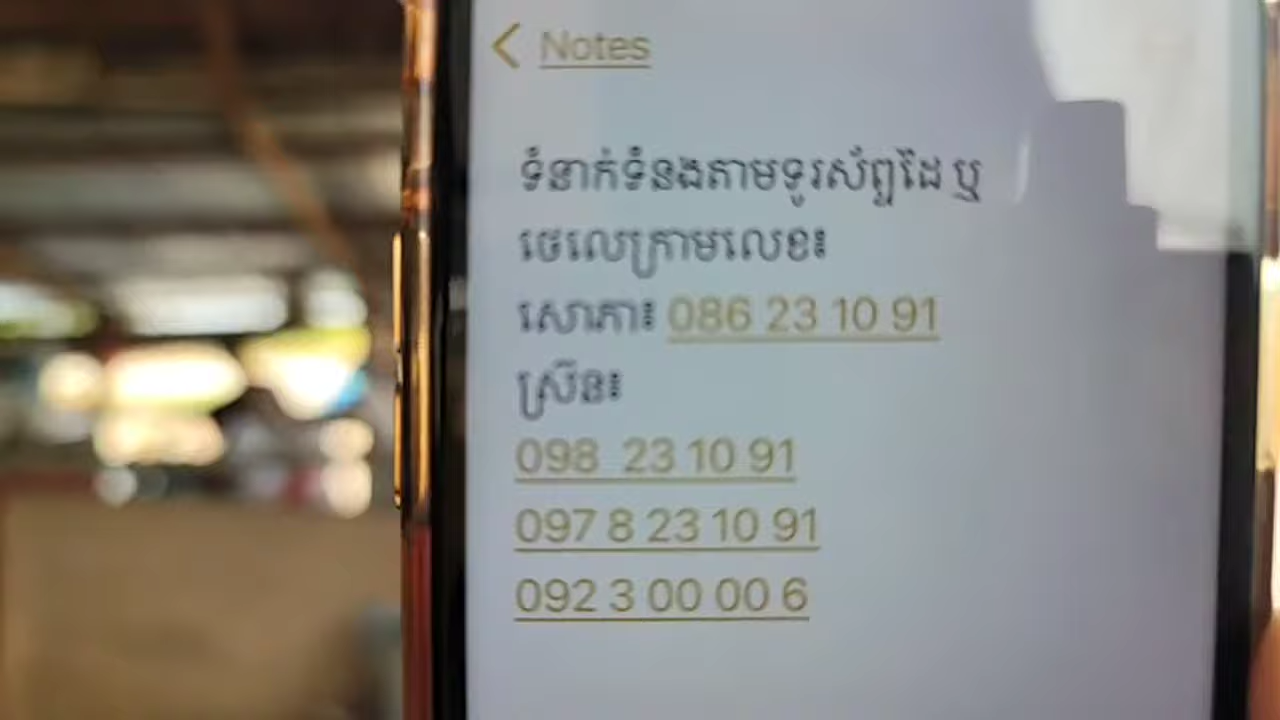 Notes
ទំនាក់ទំនងតាមទូរស័ព្ទដៃ ឬ
ថេលេក្រាមលេខ៖
សោភា៖ 086 23 10 91
ស្រ៊ីន៖
098 23 10 91
097 8 23 10 91
092 3 00 00 6